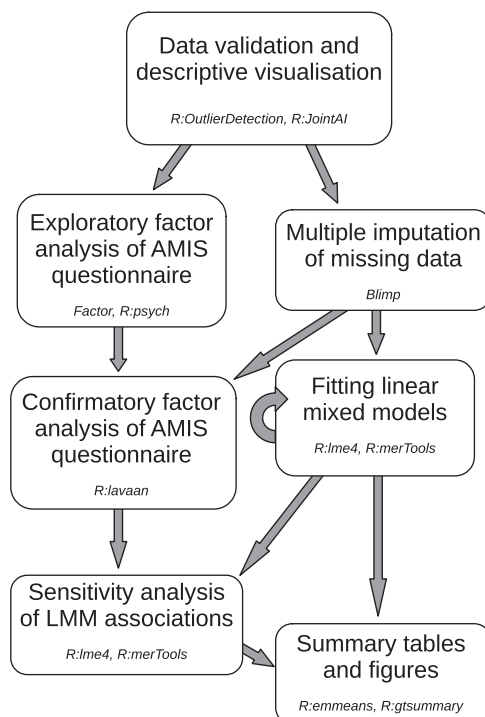 Data validation and
descriptive visualisation
R:OutlierDetection, R:JointAI
Exploratory factor
analysis of AMIS
questionnaire
Factor, R:psych
Multiple imputation
of missing data
Blimp
Confirmatory factor
analysis of AMIS
questionnaire
R:lavaan
Fitting linear
mixed models
R:lme4, R:merTools
Sensitivity analysis
of LMM associations
R:lme4, R:merTools
Summary tables
and figures
R:emmeans, R:gtsummary